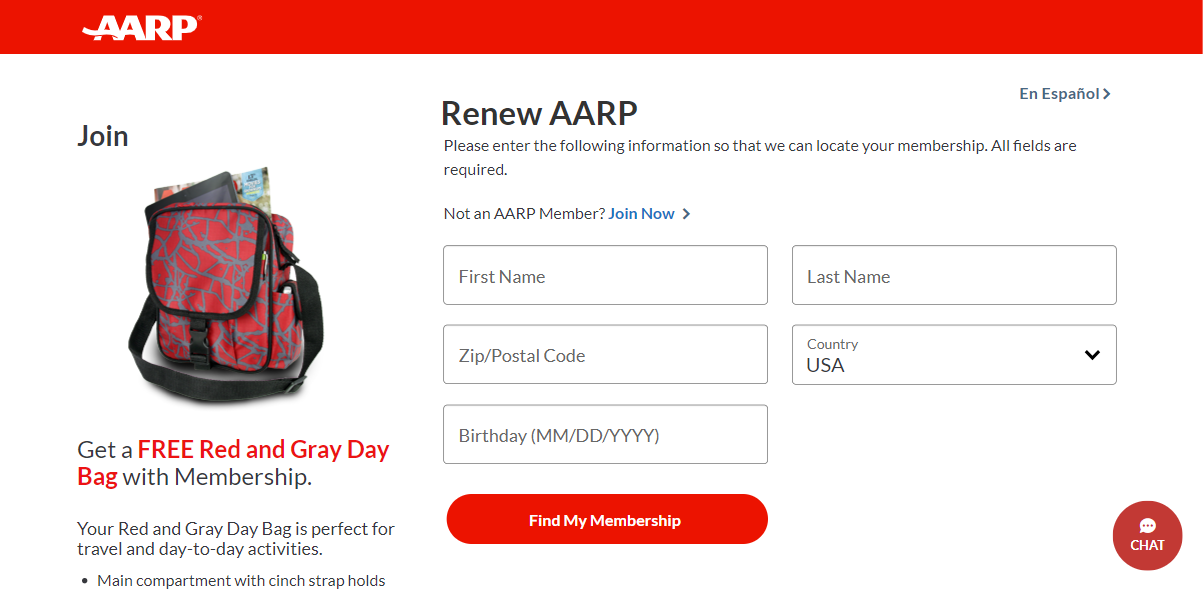 AARP®
En Español
Join
Renew AARP
Please enter the following information so that we can locate your membership. All fields are
required.
Not an AARP Member? Join Now
First Name
Last Name
Zip/Postal Code
Country
USA
Birthday (MM/DD/YYYY)
Find My Membership
Get a FREE Red and Gray Day
Bag with Membership.
Your Red and Gray Day Bag is perfect for
travel and day-to-day activities.
• Main compartment with cinch strap holds
CHAT